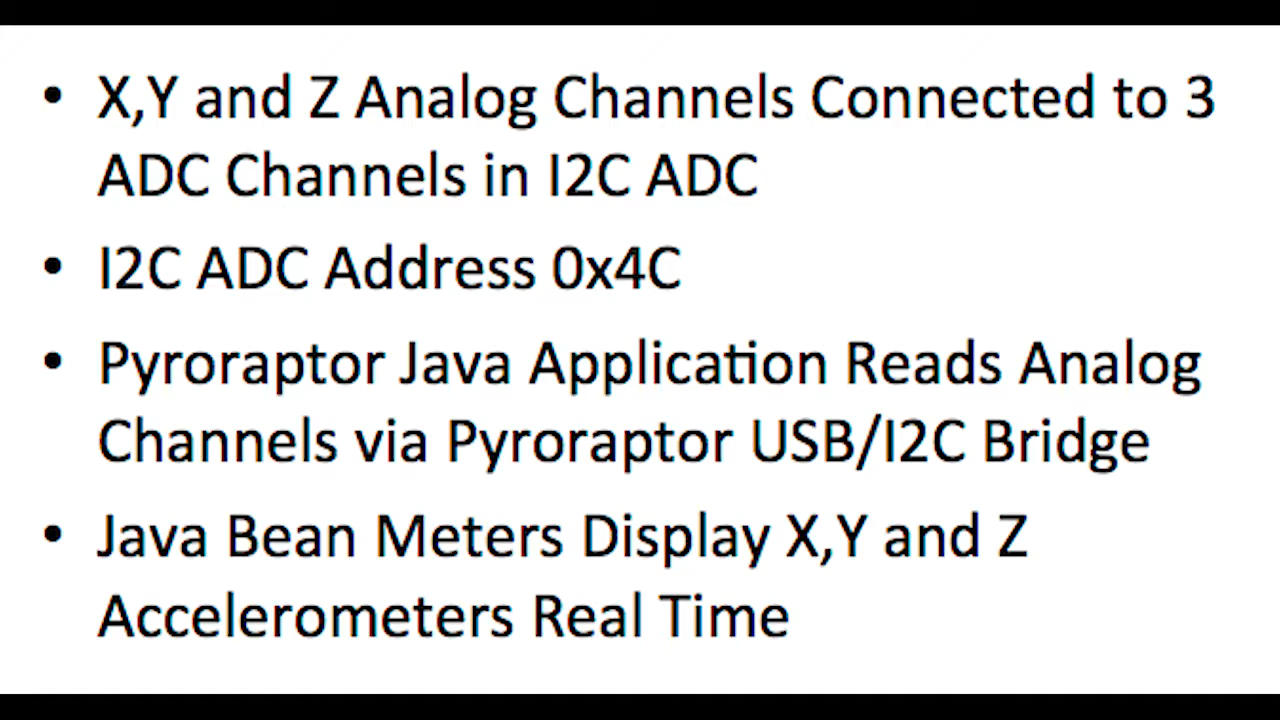 • X,Y and Z Analog Channels Connected to 3
ADC Channels in I2C ADC
• I2C ADC Address 0x4C
• Pyroraptor Java Application Reads Analog
Channels via Pyroraptor USB/I2C Bridge
• Java Bean Meters Display X,Y and Z
Accelerometers Real Time